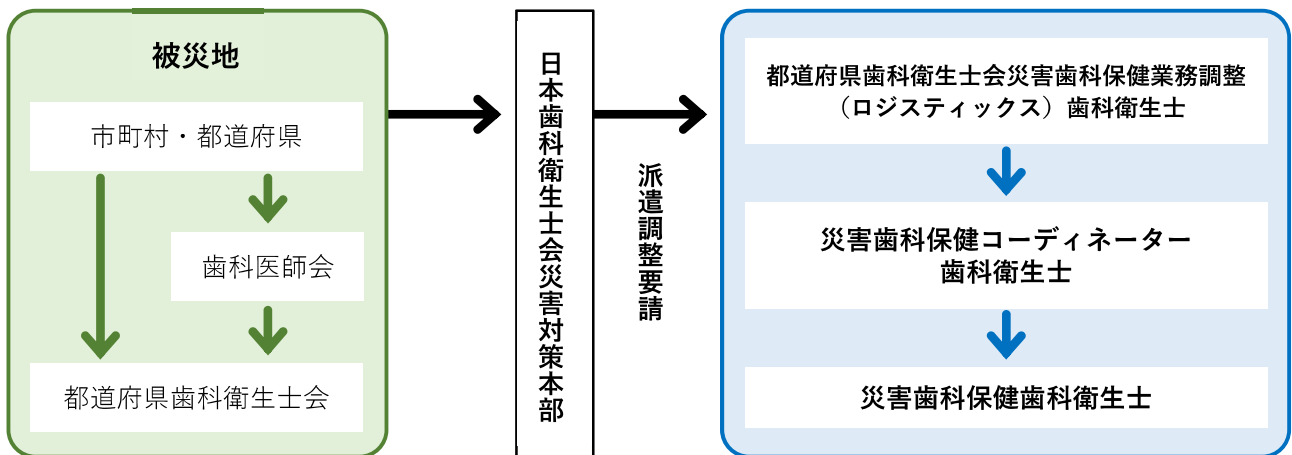 被災地
市町村・都道府県
歯科医師会
都道府県歯科衛生士会
日本歯科衛生士会災害対策本部
派遣調整要請
都道府県歯科衛生士会災害歯科保健業務調整
（ロジスティックス）歯科衛生士
災害歯科保健コーディネーター
歯科衛生士
災害歯科保健歯科衛生士